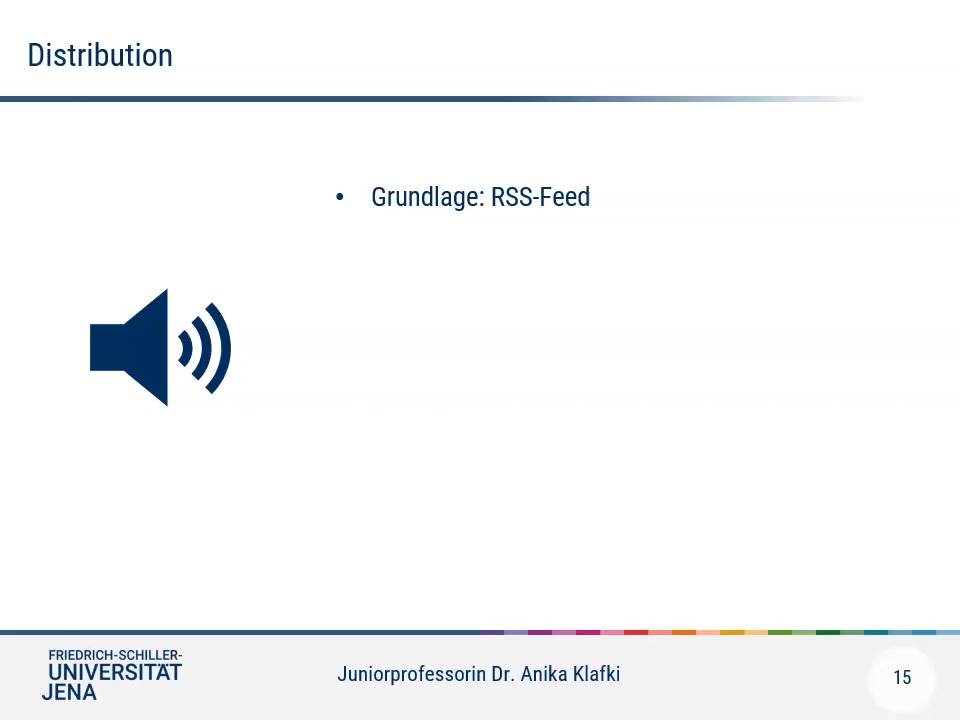 Distribution
• Grundlage: RSS-Feed
FRIEDRICH-SCHILLER-
UNIVERSITÄT
JENA
Juniorprofessorin Dr. Anika Klafki
15